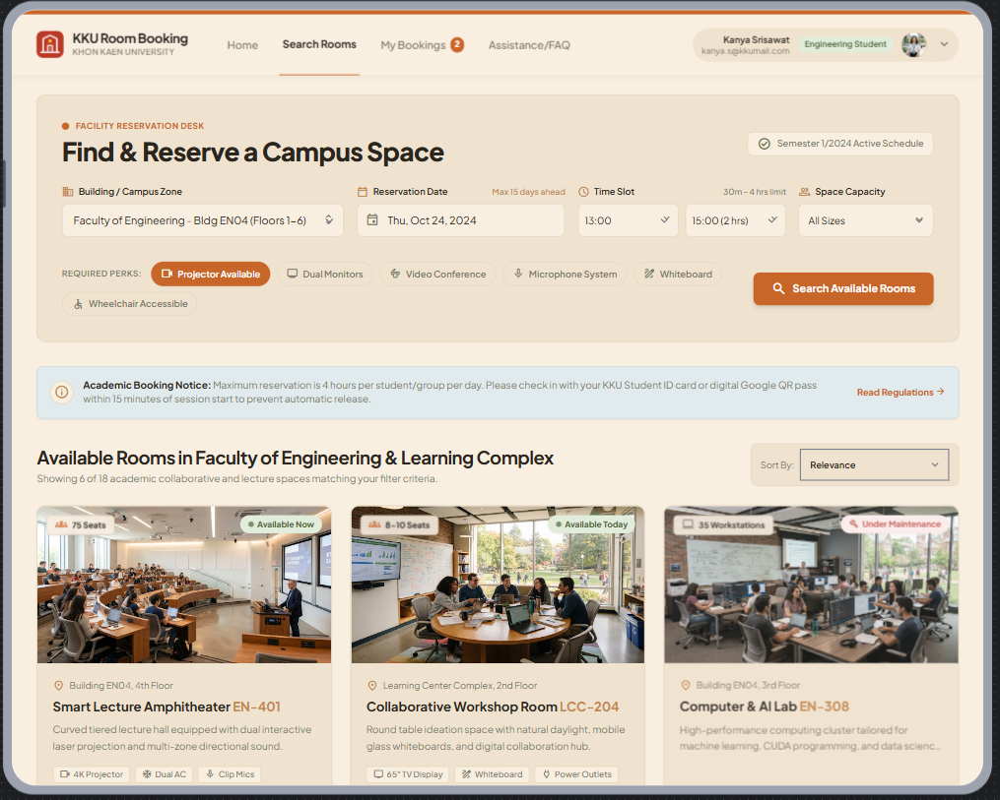 KKU Room Booking
KHON KAEN UNIVERSITY
Home
Search Rooms
My Bookings 2
Assistance/FAQ
Kanya Srisawat
kanya.s@kkumail.com
Engineering Student
FACILITY RESERVATION DESK
Find & Reserve a Campus Space
Semester 1/2024 Active Schedule
Building / Campus Zone
Reservation Date
Max 15 days ahead
Time Slot
30m - 4 hrs limit
Space Capacity
Faculty of Engineering - Bldg EN04 (Floors 1-6)
Thu, Oct 24, 2024
13:00
15:00 (2 hrs)
All Sizes
REQUIRED PERKS:
Projector Available
Dual Monitors
Video Conference
Microphone System
Whiteboard
Wheelchair Accessible
Search Available Rooms
Academic Booking Notice: Maximum reservation is 4 hours per student/group per day. Please check in with your KKU Student ID card or digital Google QR pass
within 15 minutes of session start to prevent automatic release.
Read Regulations →
Available Rooms in Faculty of Engineering & Learning Complex
Showing 6 of 18 academic collaborative and lecture spaces matching your filter criteria.
Sort By:
Relevance
75 Seats
Available Now
Building EN04, 4th Floor
Smart Lecture Amphitheater EN-401
Curved tiered lecture hall equipped with dual interactive
laser projection and multi-zone directional sound.
4K Projector
Dual AC
Clip Mics
8-10 Seats
Available Today
Learning Center Complex, 2nd Floor
Collaborative Workshop Room LCC-204
Round table ideation space with natural daylight, mobile
glass whiteboards, and digital collaboration hub.
65" TV Display
Whiteboard
Power Outlets
35 Workstations
Under Maintenance
Building EN04, 3rd Floor
Computer & AI Lab EN-308
High-performance computing cluster tailored for
machine learning, CUDA programming, and data scienc...